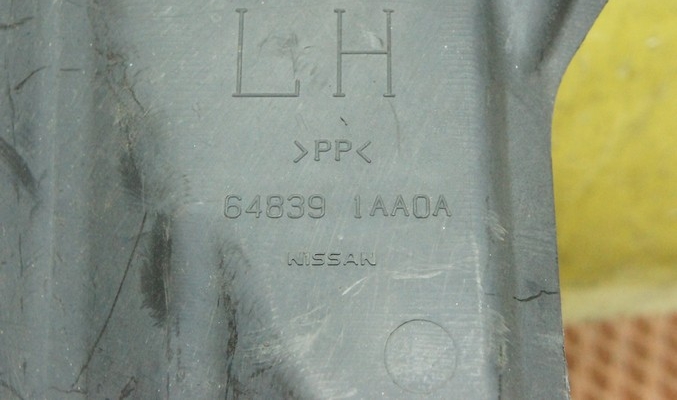 LH
>PP<
64839 1AA0A
NISSAN